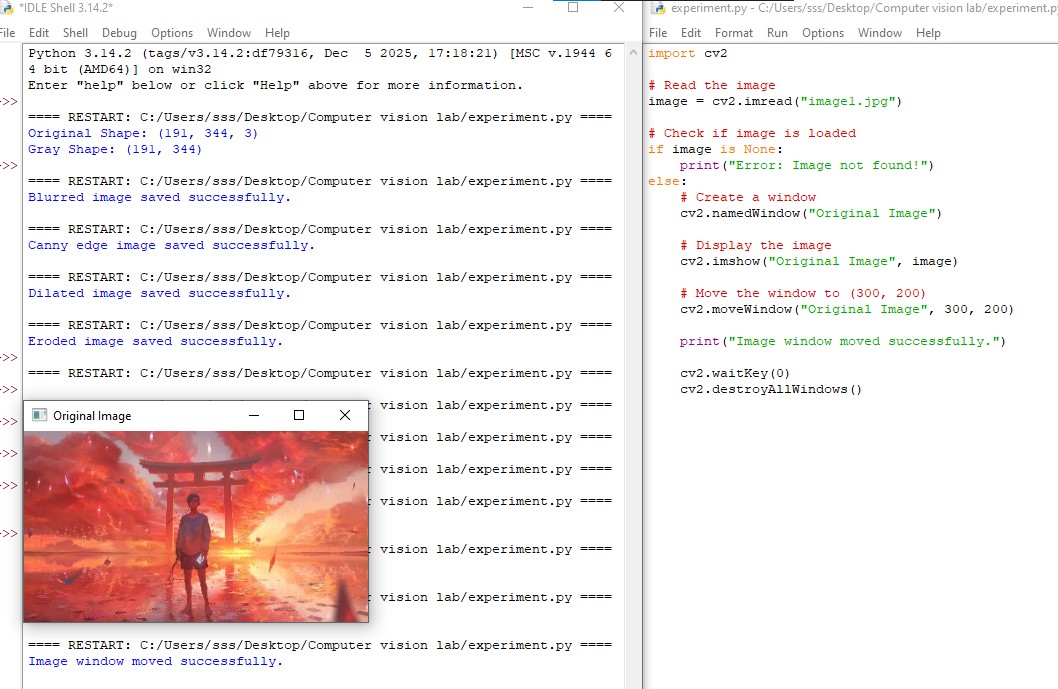 *IDLE Shell 3.14.2*
File Edit Shell Debug Options Window Help
Python 3.14.2 (tags/v3.14.2:df79316, Dec  5 2025, 17:18:21) [MSC v.1944 6
4 bit (AMD64)] on win32
Enter "help" below or click "Help" above for more information.
>>>
==== RESTART: C:/Users/sss/Desktop/Computer vision lab/experiment.py ====
Original Shape: (191, 344, 3)
Gray Shape: (191, 344)
>>>
==== RESTART: C:/Users/sss/Desktop/Computer vision lab/experiment.py ====
Blurred image saved successfully.
==== RESTART: C:/Users/sss/Desktop/Computer vision lab/experiment.py ====
Canny edge image saved successfully.
==== RESTART: C:/Users/sss/Desktop/Computer vision lab/experiment.py ====
Dilated image saved successfully.
==== RESTART: C:/Users/sss/Desktop/Computer vision lab/experiment.py ====
Eroded image saved successfully.
>>>
==== RESTART: C:/Users/sss/Desktop/Computer vision lab/experiment.py ====
>>>
vision lab/experiment.py ====
Original Image
>>>
vision lab/experiment.py ====
>>>
vision lab/experiment.py ====
>>>
vision lab/experiment.py ====
>>>
vision lab/experiment.py ====
vision lab/experiment.py ====
==== RESTART: C:/Users/sss/Desktop/Computer vision lab/experiment.py ====
Image window moved successfully.
experiment.py - C:/Users/sss/Desktop/Computer vision lab/experiment.py
File Edit Format Run Options Window Help
import cv2
# Read the image
image = cv2.imread("image1.jpg")
# Check if image is loaded
if image is None:
    print("Error: Image not found!")
else:
    # Create a window
    cv2.namedWindow("Original Image")
    # Display the image
    cv2.imshow("Original Image", image)
    # Move the window to (300, 200)
    cv2.moveWindow("Original Image", 300, 200)
    print("Image window moved successfully.")
    cv2.waitKey(0)
    cv2.destroyAllWindows()